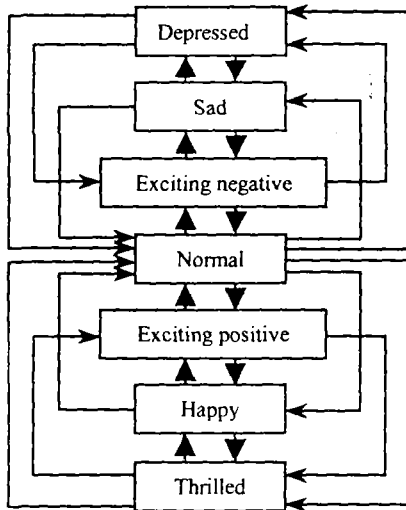 Depressed
Sad
Exciting negative
Normal
Exciting positive
Happy
Thrilled